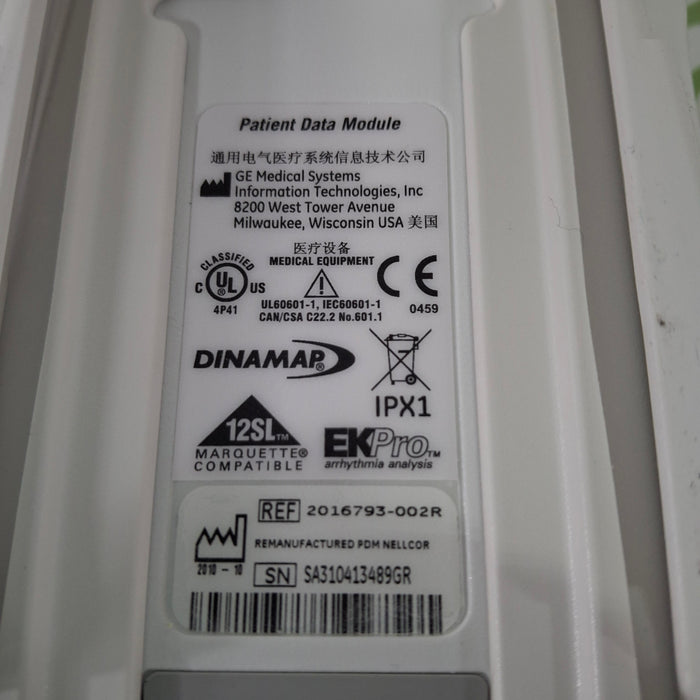 Patient Data Module
通用电气医疗系统信息技术公司
GE Medical Systems
Information Technologies, Inc
8200 West Tower Avenue
Milwaukee, Wisconsin USA 美国
医疗设备
MEDICAL EQUIPMENT
CLASSIFIED
C UL® US
4P41
UL60601-1, IEC60601-1
CAN/CSA C22.2 No.601.1
CE
0459
DINAMAP®
IPX1
12SL™
MARQUETTE®
COMPATIBLE
EKPro™
arrhythmia analysis
REF 2016793-002R
REMANUFACTURED PDM NELLCOR
2010-10
SN SA310413489GR